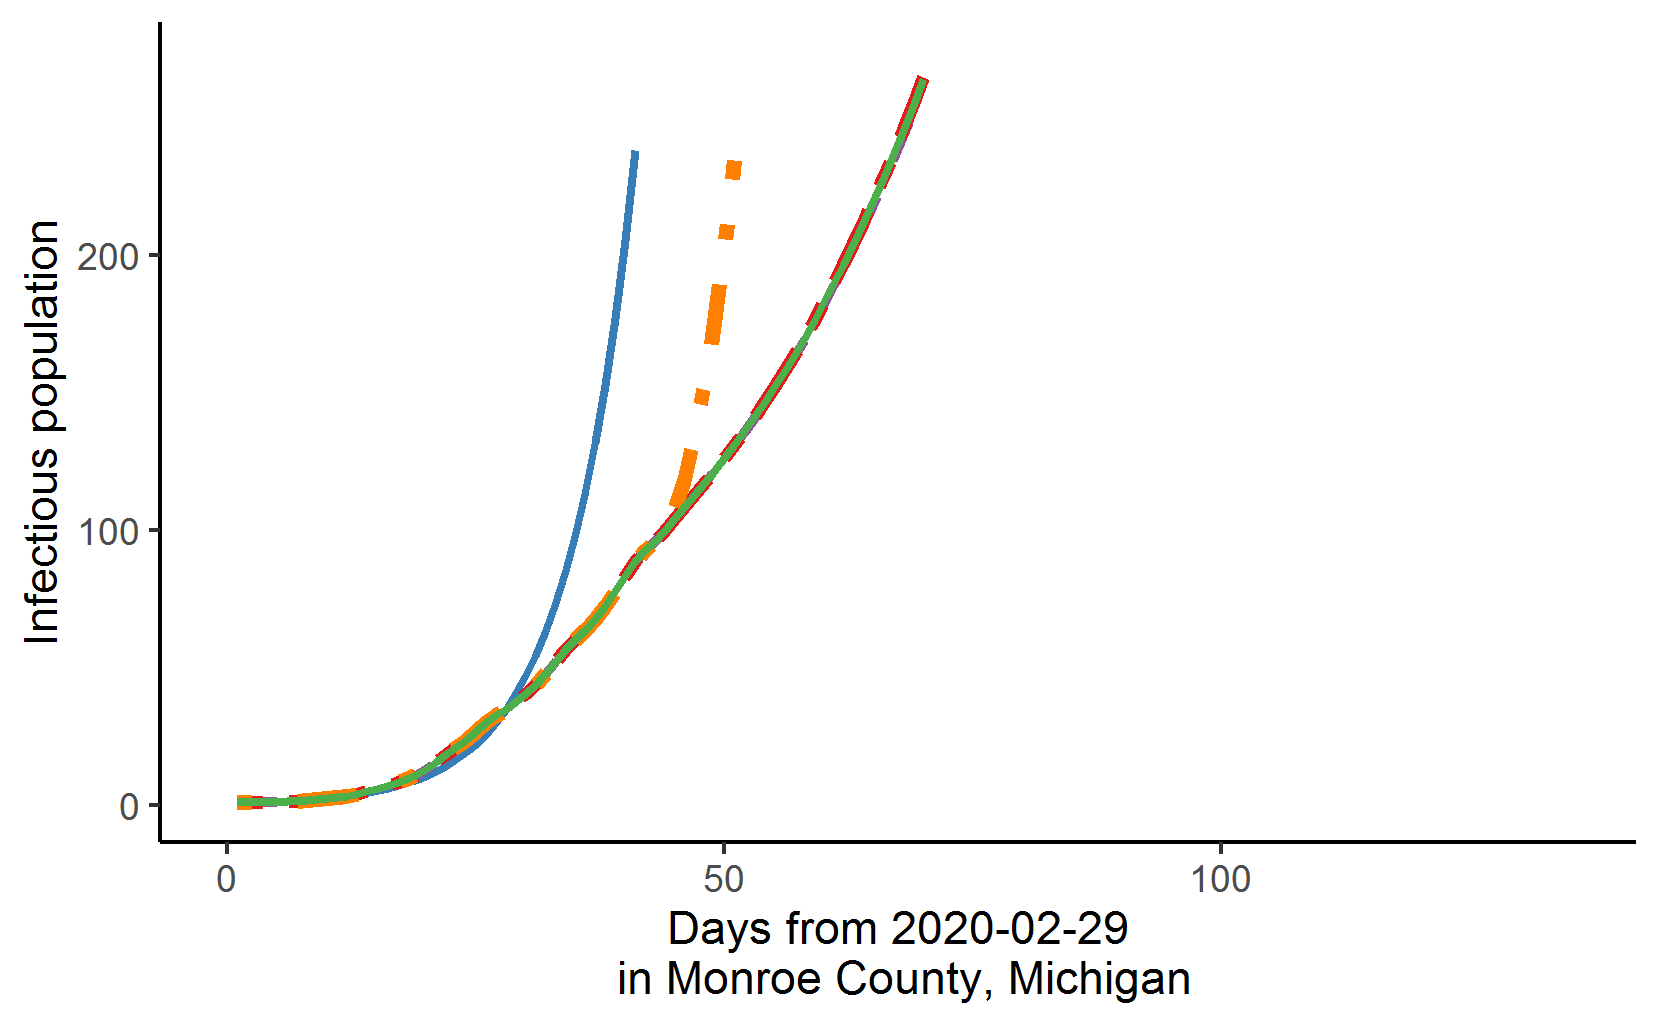 Infectious population
200
100
0
0
50
100
Days from 2020-02-29
in Monroe County, Michigan